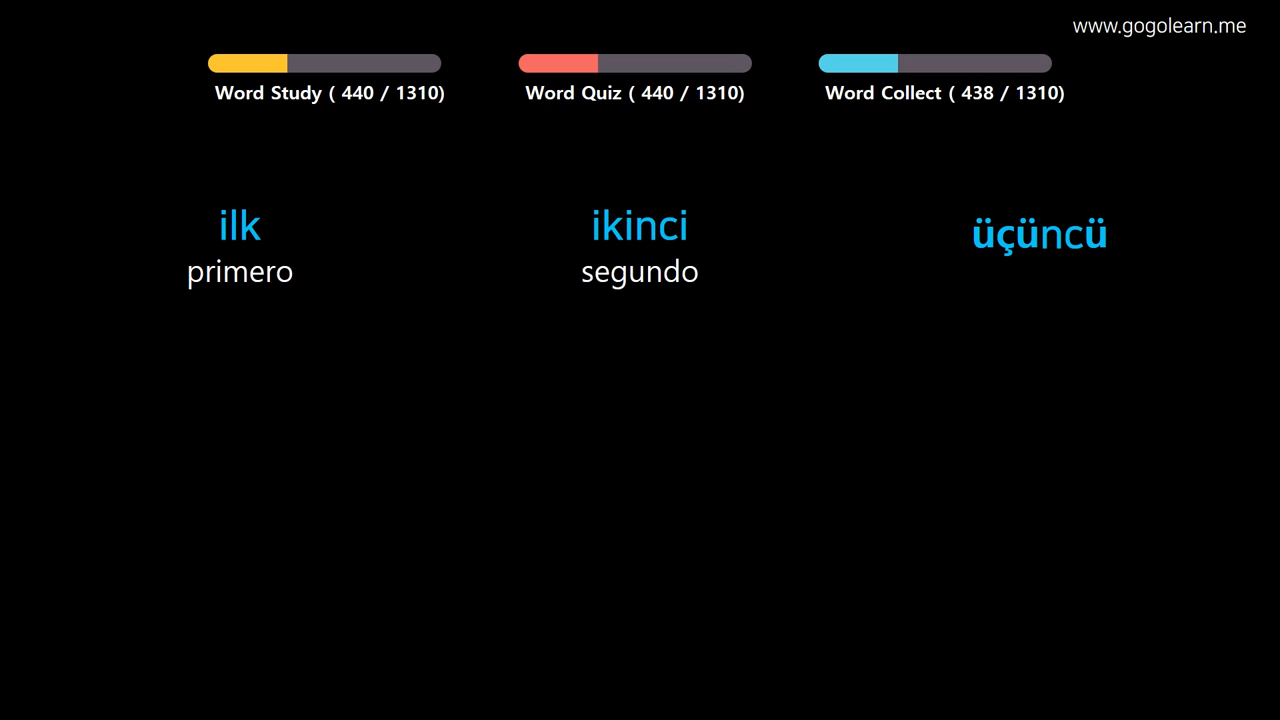 www.gogolearn.me
Word Study ( 440 / 1310)
Word Quiz ( 440 / 1310)
Word Collect ( 438 / 1310)
ilk
primero
ikinci
segundo
üçüncü